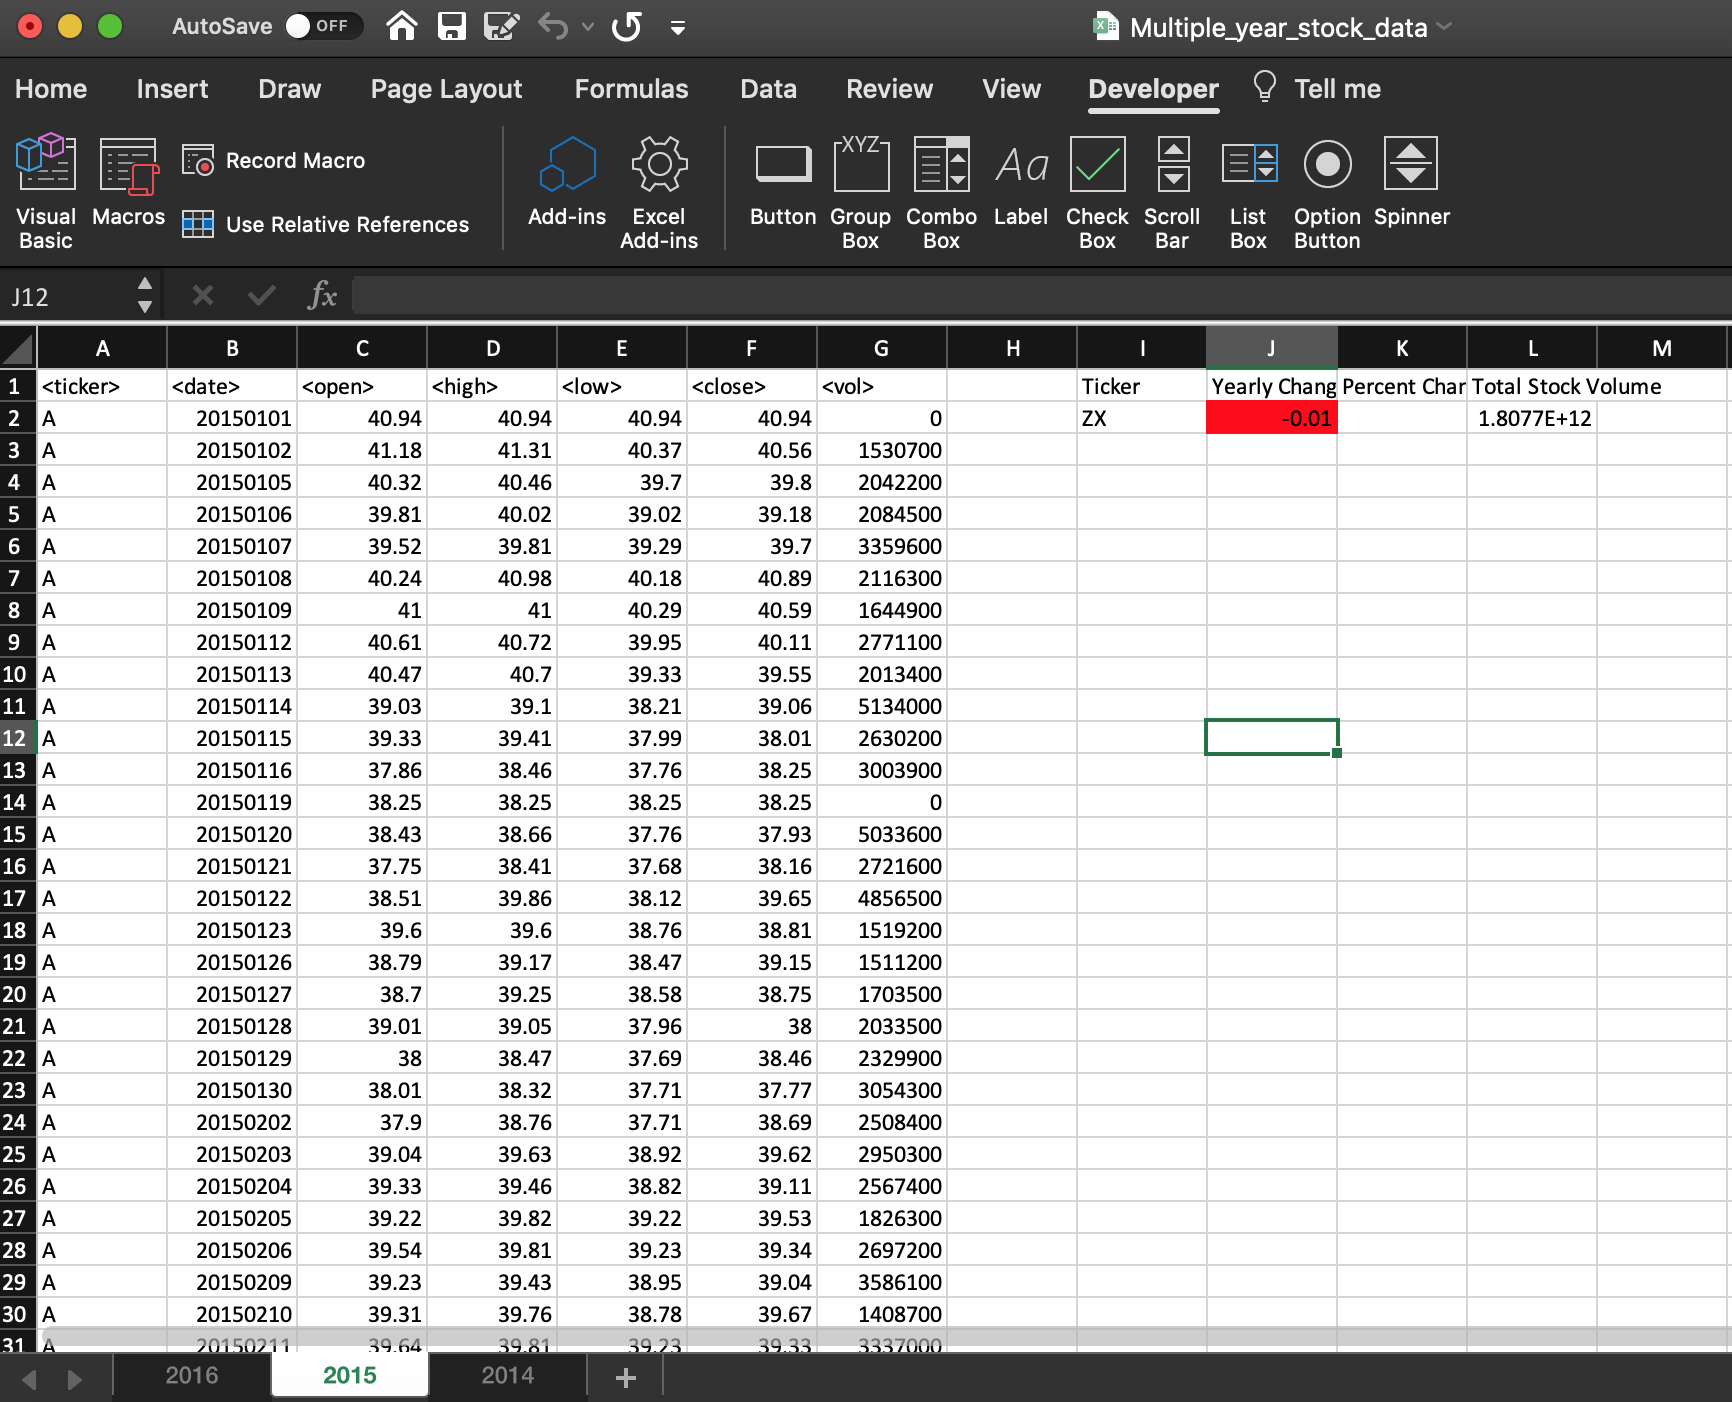 AutoSave OFF Multiple_year_stock_data
Home Insert Draw Page Layout Formulas Data Review View Developer Tell me
Visual Basic Macros Record Macro Use Relative References Add-ins Excel Add-ins XYZ Button Group Box Combo Box Aa Label Check Box Scroll Bar List Box Option Button Spinner
J12 fx
A B C D E F G H I J K L M
1 <ticker> <date> <open> <high> <low> <close> <vol> Ticker Yearly Chang Percent Char Total Stock Volume
2 A 20150101 40.94 40.94 40.94 40.94 0 ZX -0.01 1.8077E+12
3 A 20150102 41.18 41.31 40.37 40.56 1530700
4 A 20150105 40.32 40.46 39.7 39.8 2042200
5 A 20150106 39.81 40.02 39.02 39.18 2084500
6 A 20150107 39.52 39.81 39.29 39.7 3359600
7 A 20150108 40.24 40.98 40.18 40.89 2116300
8 A 20150109 41 41 40.29 40.59 1644900
9 A 20150112 40.61 40.72 39.95 40.11 2771100
10 A 20150113 40.47 40.7 39.33 39.55 2013400
11 A 20150114 39.03 39.1 38.21 39.06 5134000
12 A 20150115 39.33 39.41 37.99 38.01 2630200
13 A 20150116 37.86 38.46 37.76 38.25 3003900
14 A 20150119 38.25 38.25 38.25 38.25 0
15 A 20150120 38.43 38.66 37.76 37.93 5033600
16 A 20150121 37.75 38.41 37.68 38.16 2721600
17 A 20150122 38.51 39.86 38.12 39.65 4856500
18 A 20150123 39.6 39.6 38.76 38.81 1519200
19 A 20150126 38.79 39.17 38.47 39.15 1511200
20 A 20150127 38.7 39.25 38.58 38.75 1703500
21 A 20150128 39.01 39.05 37.96 38 2033500
22 A 20150129 38 38.47 37.69 38.46 2329900
23 A 20150130 38.01 38.32 37.71 37.77 3054300
24 A 20150202 37.9 38.76 37.71 38.69 2508400
25 A 20150203 39.04 39.63 38.92 39.62 2950300
26 A 20150204 39.33 39.46 38.82 39.11 2567400
27 A 20150205 39.22 39.82 39.22 39.53 1826300
28 A 20150206 39.54 39.81 39.23 39.34 2697200
29 A 20150209 39.23 39.43 38.95 39.04 3586100
30 A 20150210 39.31 39.76 38.78 39.67 1408700
31 A 20150211 39.64 39.81 39.23 39.33 3337000
2016 2015 2014 +